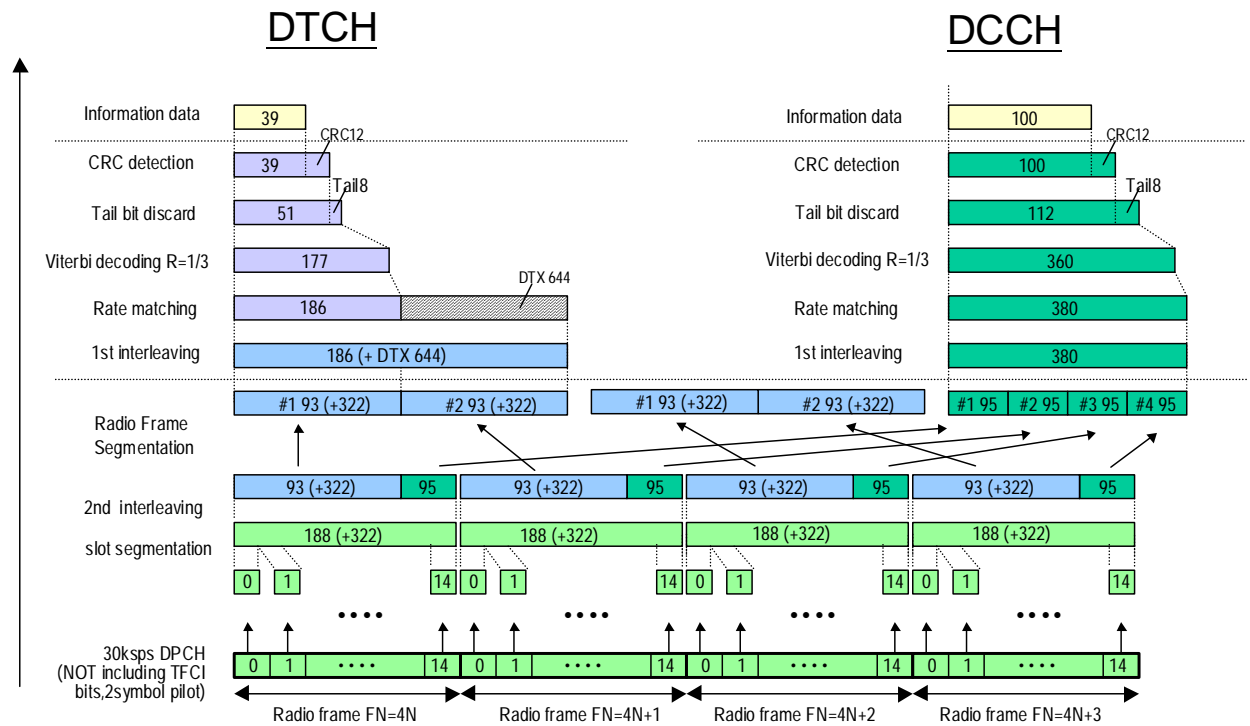 DTCH DCCH
Information data 39 Information data 100
CRC12 CRC12
CRC detection 39 CRC detection 100
Tail8 Tail8
Tail bit discard 51 Tail bit discard 112
Viterbi decoding R=1/3 177 Viterbi decoding R=1/3 360
DTX 644
Rate matching 186 Rate matching 380
1st interleaving 186 (+ DTX 644) 1st interleaving 380
#1 93 (+322) #2 93 (+322) #1 93 (+322) #2 93 (+322) #1 95 #2 95 #3 95 #4 95
Radio Frame
Segmentation
93 (+322) 95 93 (+322) 95 93 (+322) 95 93 (+322) 95
2nd interleaving
188 (+322) 188 (+322) 188 (+322) 188 (+322)
slot segmentation
0 1 14 0 1 14 0 1 14 0 1 14
•••• •••• •••• ••••
30ksps DPCH
(NOT including TFCI
bits,2symbol pilot)
0 1 •••• 14 0 1 •••• 14 0 1 •••• 14 0 1 •••• 14
Radio frame FN=4N Radio frame FN=4N+1 Radio frame FN=4N+2 Radio frame FN=4N+3